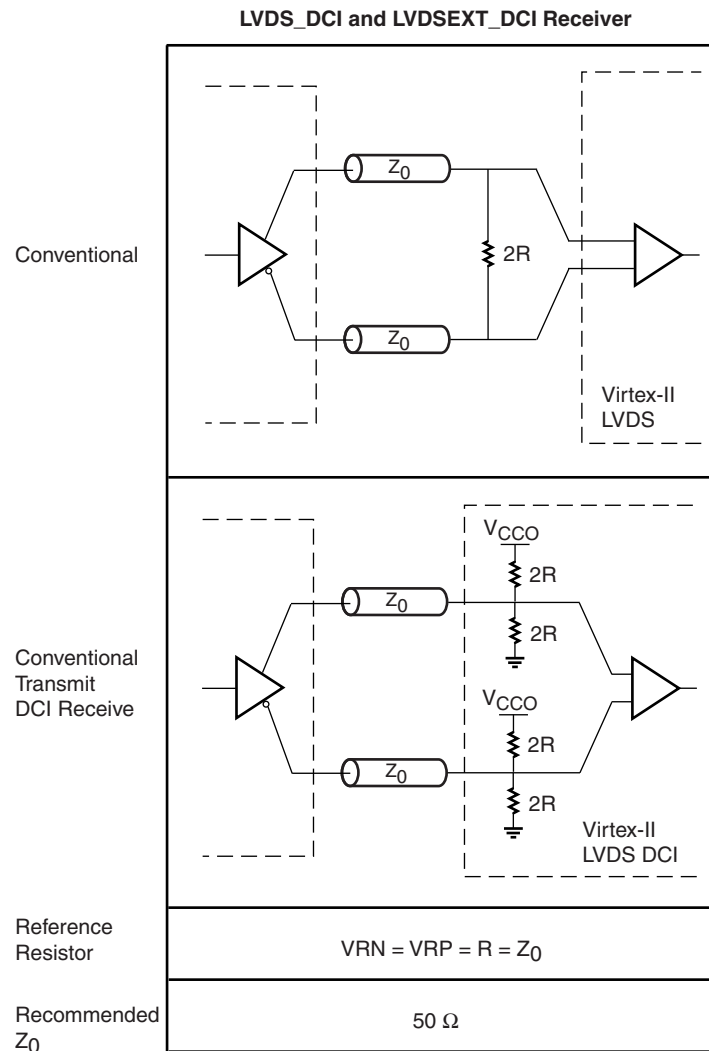 LVDS_DCI and LVDSEXT_DCI Receiver
Conventional
Z0
2R
Z0
Virtex-II
LVDS
Conventional
Transmit
DCI Receive
VCCO
2R
Z0
2R
VCCO
2R
Z0
2R
Virtex-II
LVDS DCI
Reference
Resistor
VRN = VRP = R = Z0
Recommended
Z0
50 Ω